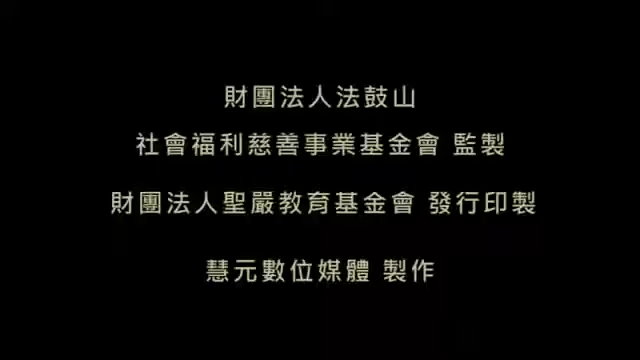 財團法人法鼓山
社會福利慈善事業基金會 監製
財團法人聖嚴教育基金會 發行印製
慧元數位媒體 製作